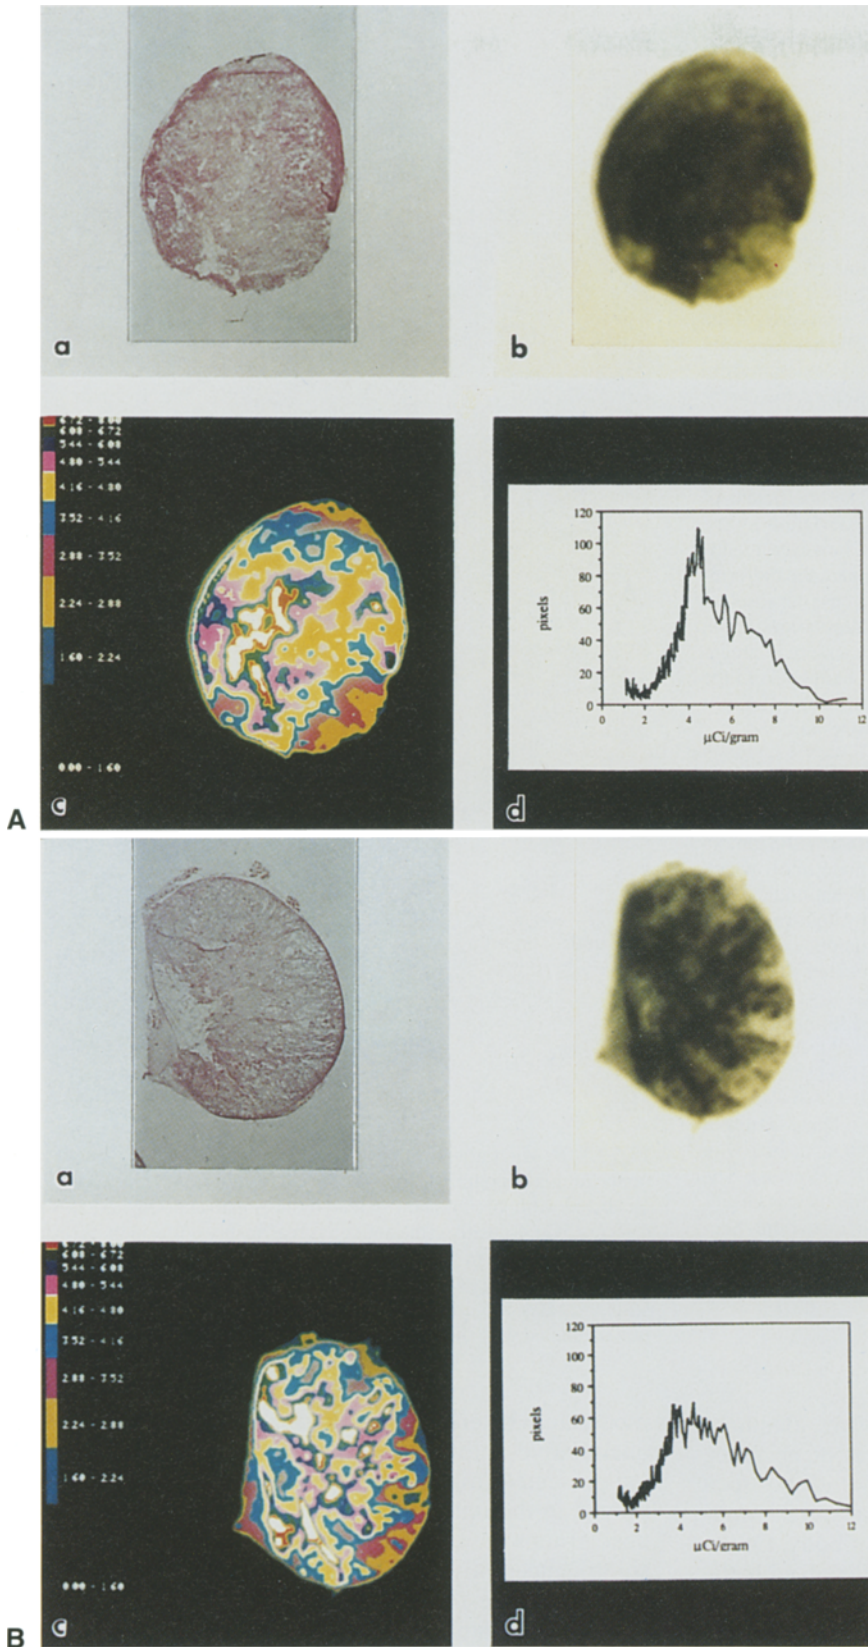 a
b
6.72 - 8.00
6.08 - 6.72
5.44 - 6.08
4.80 - 5.44
4.16 - 4.80
3.52 - 4.16
2.88 - 3.52
2.24 - 2.88
1.60 - 2.24
0.00 - 1.60
c
120
100
80
60
40
20
0
pixels
0 2 4 6 8 10 12
μCi/gram
d
A
a
b
6.08 - 6.72
5.44 - 6.08
4.80 - 5.44
4.16 - 4.80
3.52 - 4.16
2.88 - 3.52
2.24 - 2.88
1.60 - 2.24
0.00 - 1.60
c
120
100
80
60
40
20
0
pixels
0 2 4 6 8 10 12
μCi/gram
d
B